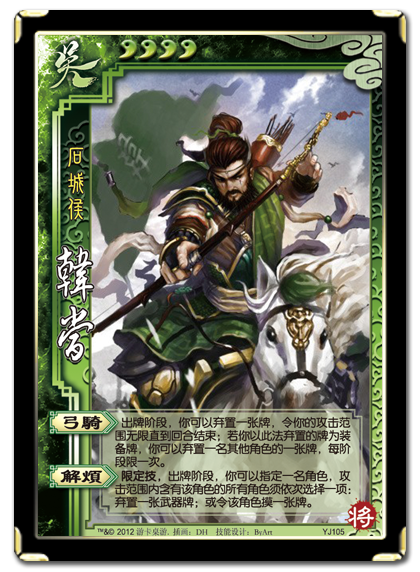 吴
石城侯
韓當
弓騎
出牌阶段，你可以弃置一张牌，令你的攻击范
围无限直到回合结束；若你以此法弃置的牌为装
备牌，你可以弃置一名其他角色的一张牌，每阶
段限一次。
解煩
限定技，出牌阶段，你可以指定一名角色，攻
击范围内含有该角色的所有角色须依次选择一项：
弃置一张武器牌；或令该角色摸一张牌。
将
™&© 2012 游卡桌游. 插画：DH 技能设计：ByArt
YJ105